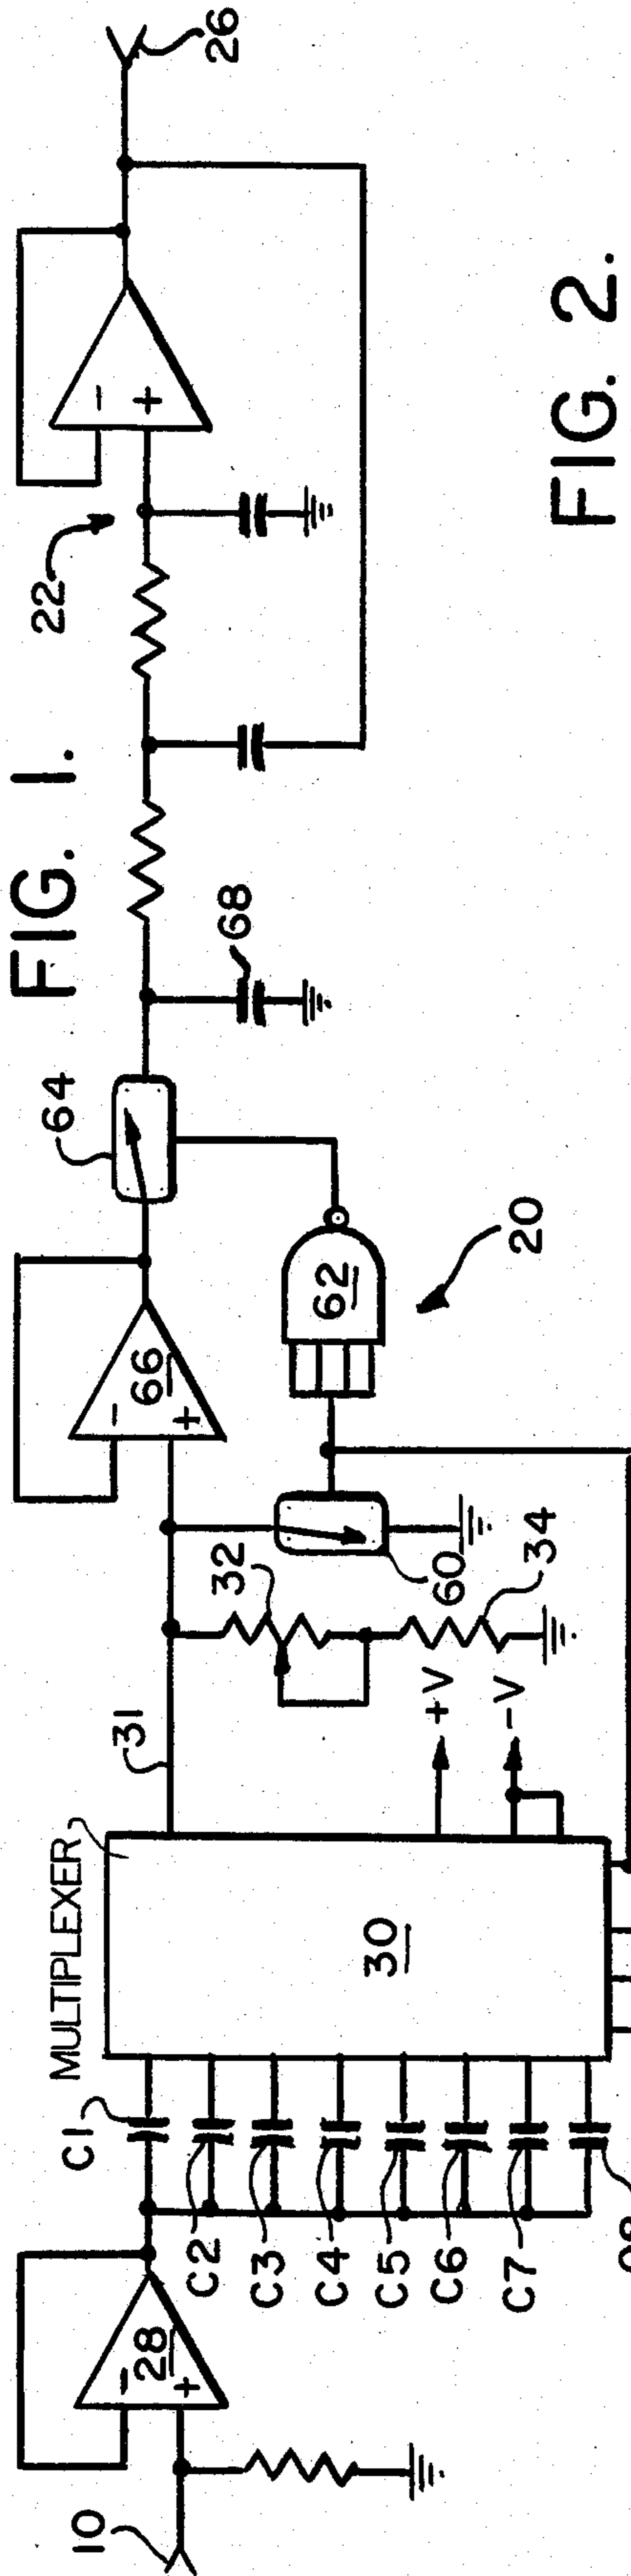 FIG. 1.
FIG. 2.
10
28
-
+
C1
C2
C3
C4
C5
C6
C7
MULTIPLEXER
30
31
+V
-V
32
34
60
62
20
66
-
+
64
68
22
-
+
26